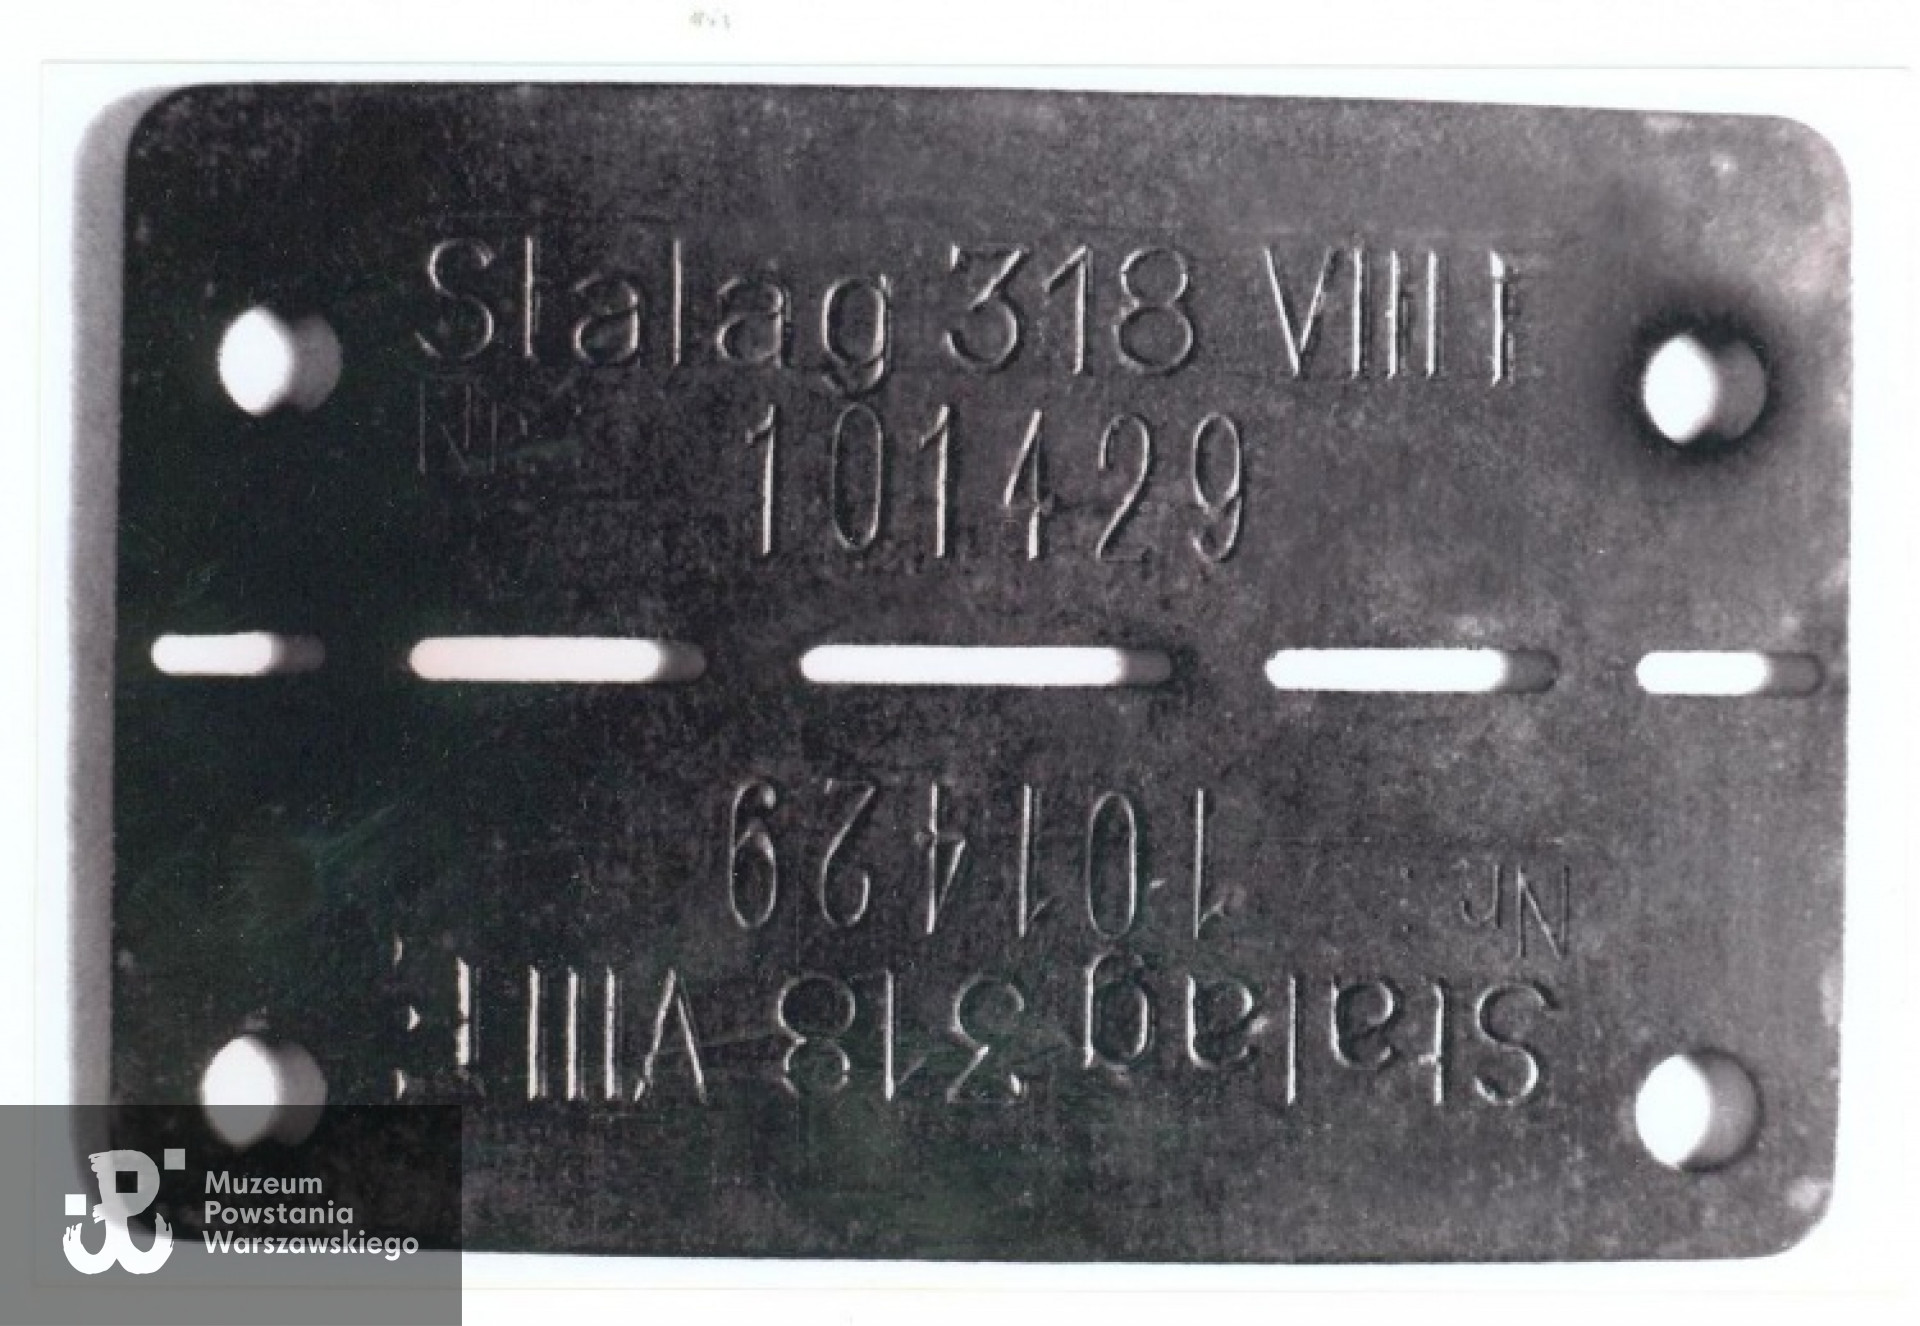 Stalag 318 VIII F
Nr. 101429
Nr. 101429
Stalag 318 VIII F
Muzeum
Powstania
Warszawskiego